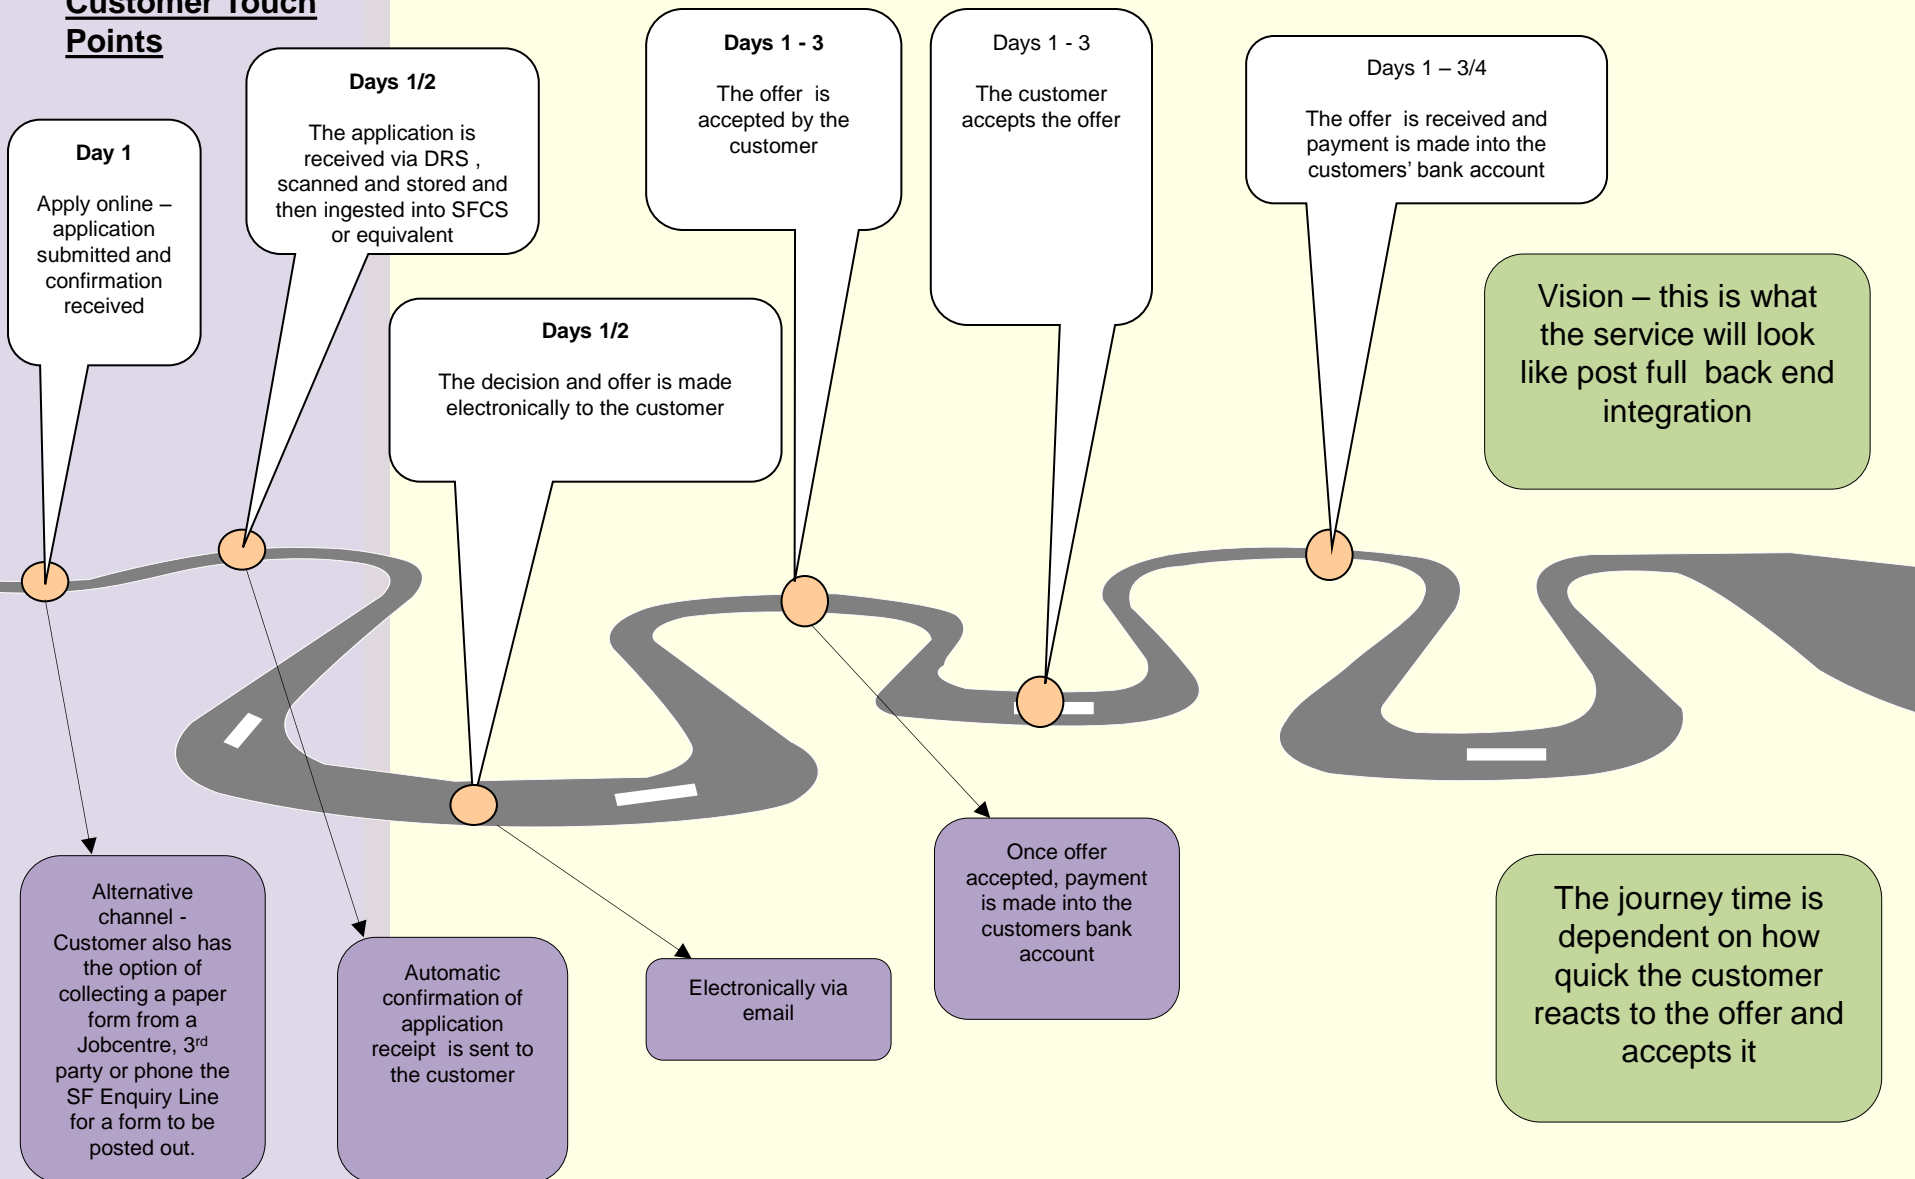 Customer Touch
Points
Day 1
Apply online –
application
submitted and
confirmation
received
Days 1/2
The application is
received via DRS ,
scanned and stored and
then ingested into SFCS
or equivalent
Days 1/2
The decision and offer is made
electronically to the customer
Days 1 - 3
The offer  is
accepted by the
customer
Days 1 - 3
The customer
accepts the offer
Days 1 – 3/4
The offer  is received and
payment is made into the
customers’ bank account
Vision – this is what
the service will look
like post full  back end
integration
Alternative
channel -
Customer also has
the option of
collecting a paper
form from a
Jobcentre, 3rd
party or phone the
SF Enquiry Line
for a form to be
posted out.
Automatic
confirmation of
application
receipt  is sent to
the customer
Electronically via
email
Once offer
accepted, payment
is made into the
customers bank
account
The journey time is
dependent on how
quick the customer
reacts to the offer and
accepts it